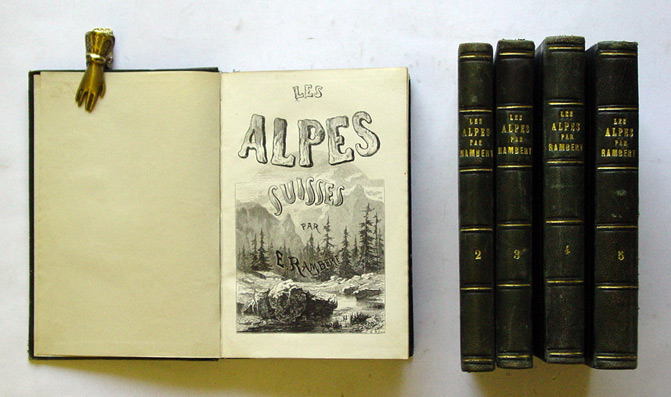 LES
ALPES
SUISSES
PAR
E. RAMBERT
LES
ALPES
PAR
RAMBERT
2
LES
ALPES
PAR
RAMBERT
3
LES
ALPES
PAR
RAMBERT
4
LES
ALPES
PAR
RAMBERT
5